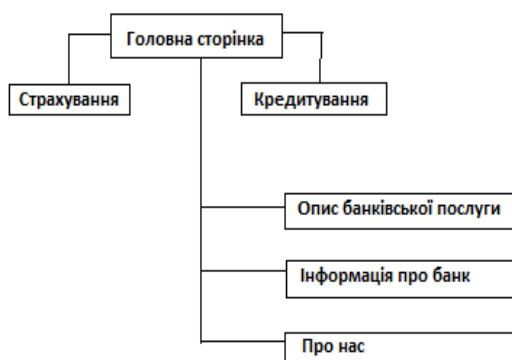 Головна сторінка
Страхування
Кредитування
Опис банківської послуги
Інформація про банк
Про нас